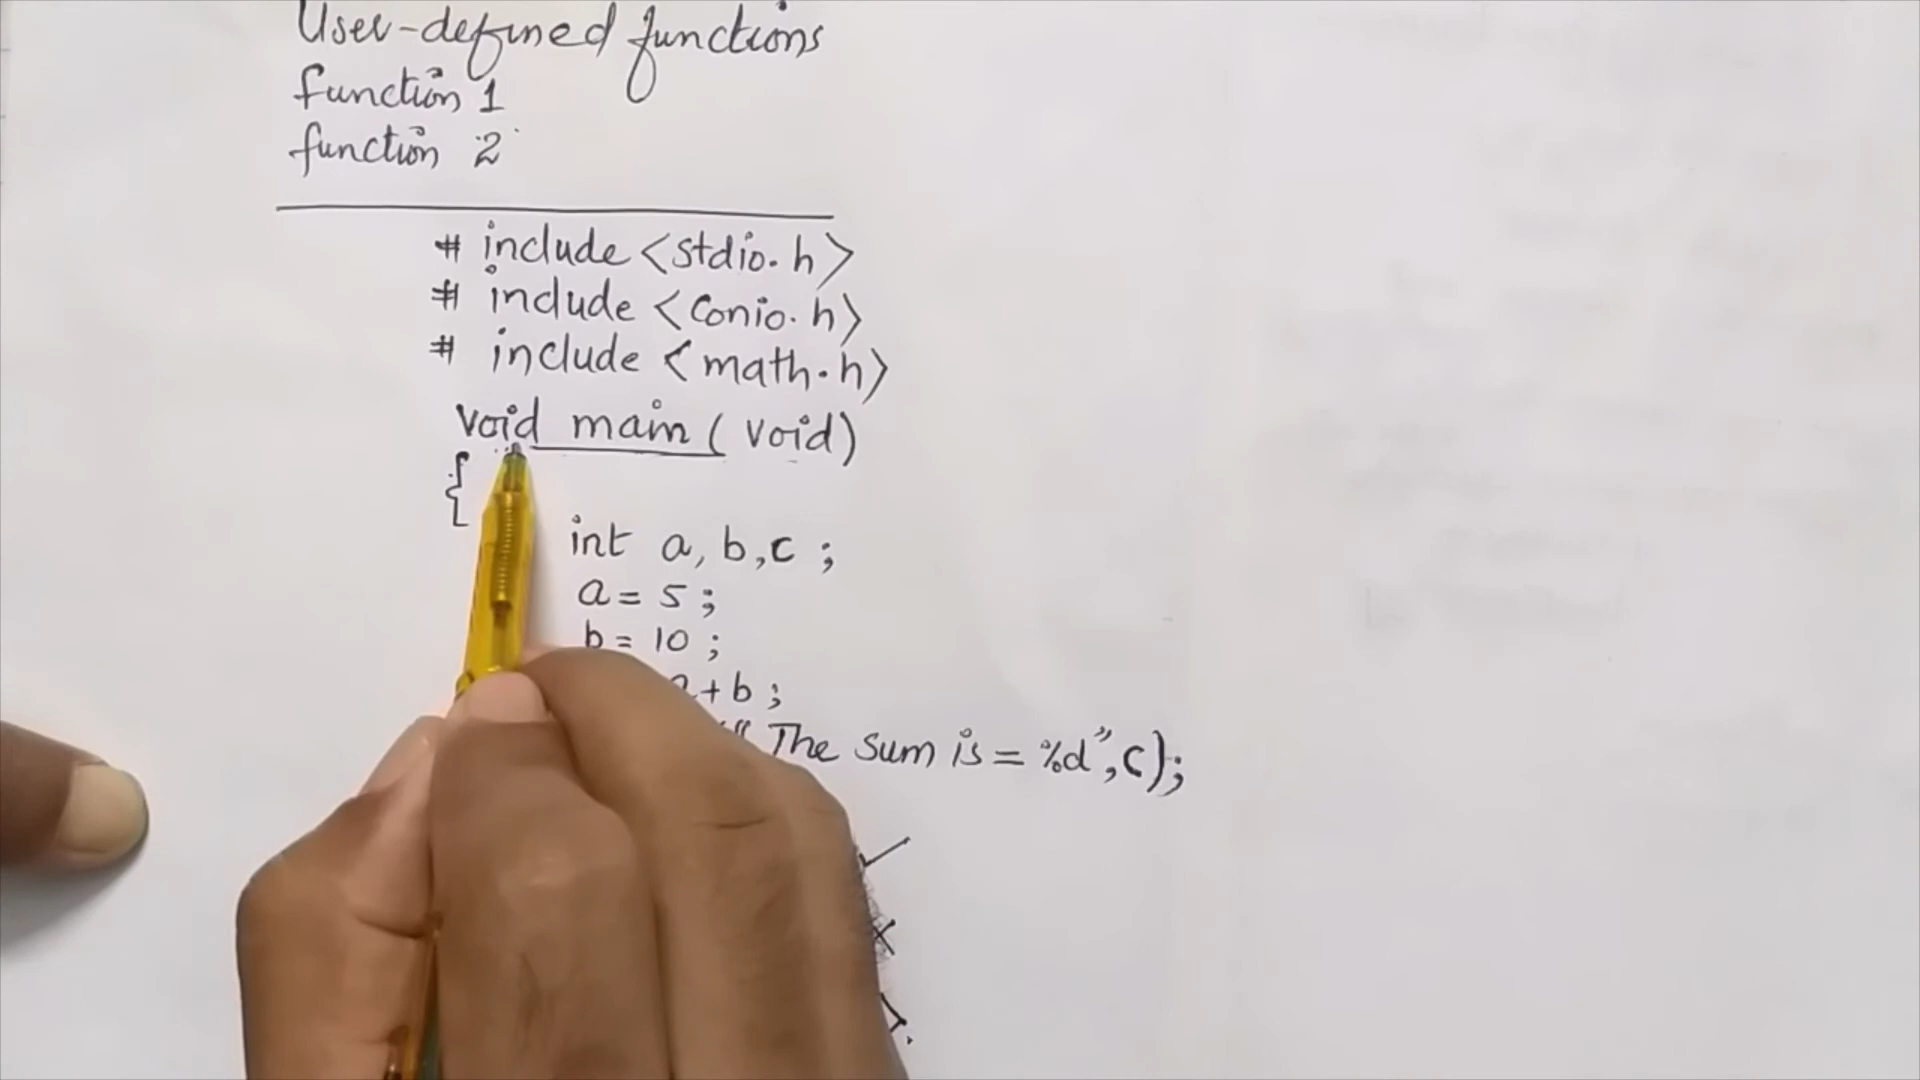 User-defined functions
function 1
function 2
# include <stdio.h>
# include <conio.h>
# include <math.h>
void main (void)
{
int a, b, c ;
a = 5 ;
b = 10 ;
+ b ;
" The sum is = %d", c);